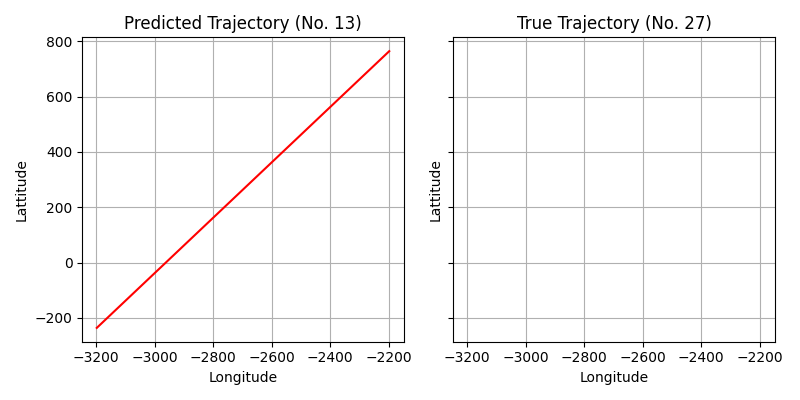 Predicted Trajectory (No. 13)
True Trajectory (No. 27)
800
600
400
200
0
−200
Lattitude
Lattitude
−3200 −3000 −2800 −2600 −2400 −2200
−3200 −3000 −2800 −2600 −2400 −2200
Longitude
Longitude